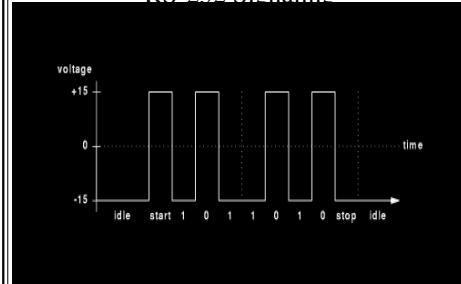 voltage
+15
0
time
-15
idle start 1 0 1 1 0 1 0 stop idle